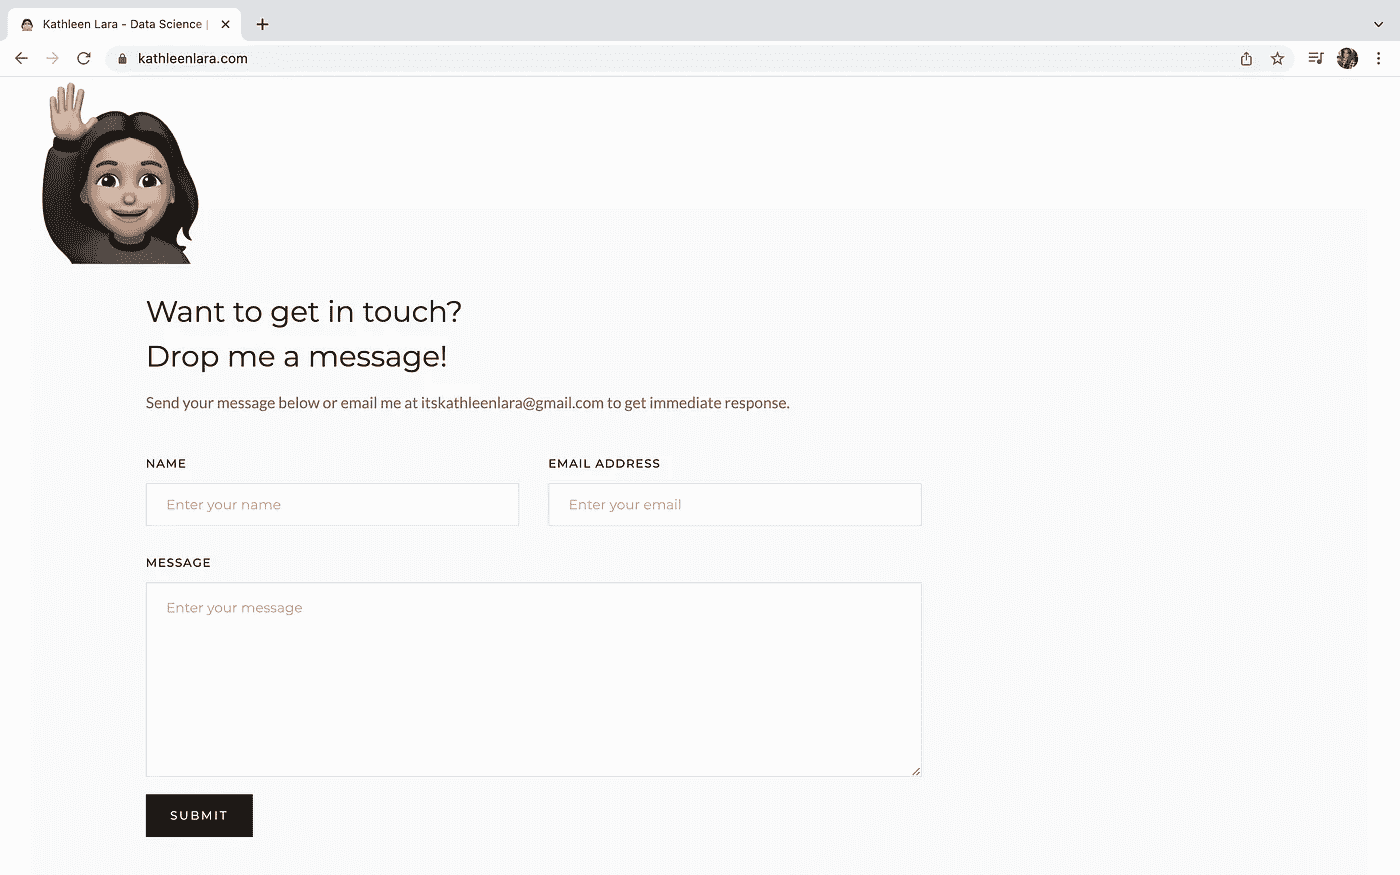 Kathleen Lara - Data Science |
kathleenlara.com
Want to get in touch?
Drop me a message!
Send your message below or email me at itskathleenlara@gmail.com to get immediate response.
NAME
EMAIL ADDRESS
Enter your name
Enter your email
MESSAGE
Enter your message
SUBMIT